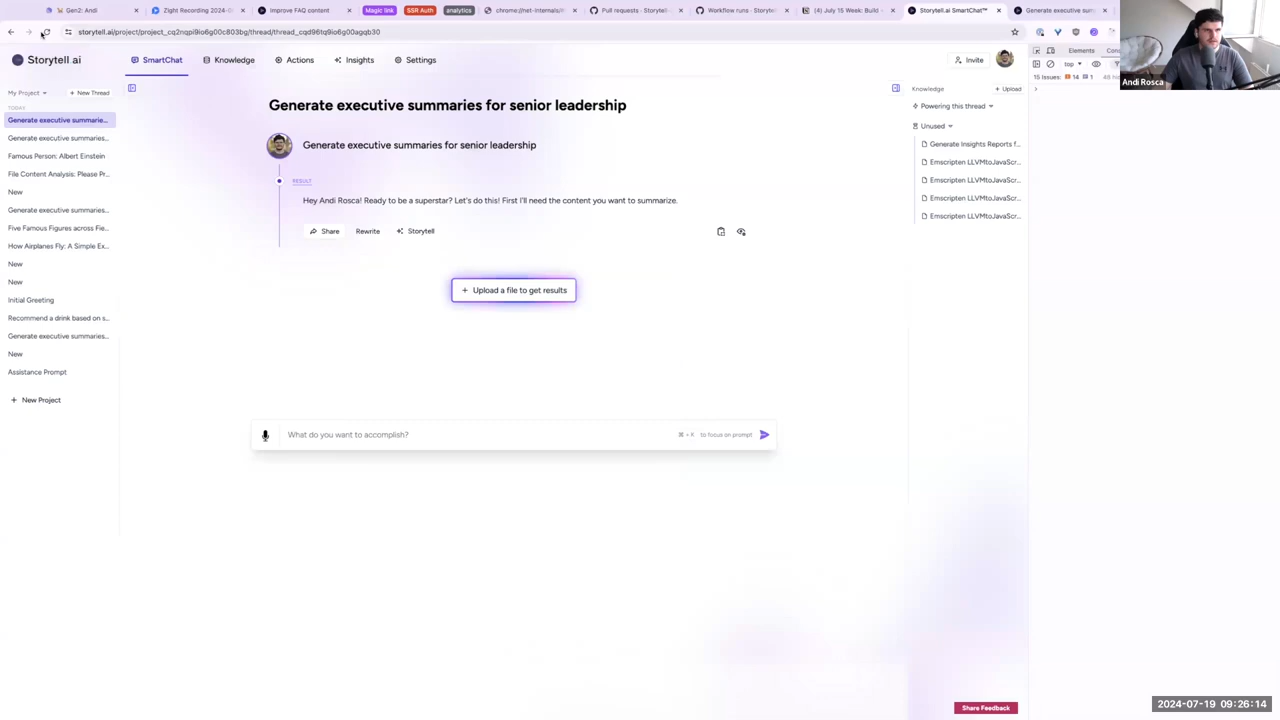 Gen2: Andi
Zight Recording 2024-0
Improve FAQ content
Magic link
SSR Auth
analytics
chrome://net-internals/#
Pull requests · Storytell-
Workflow runs · Storytell
(4) July 15 Week: Build -
Storytell.ai SmartChat™
Generate executive summ
storytell.ai/project/project_cq2nqpi9io6g00c803bg/thread/thread_cqd96tq9io6g00agqb30
Storytell.ai
SmartChat
Knowledge
Actions
Insights
Settings
Invite
My Project
+ New Thread
TODAY
Generate executive summarie...
Generate executive summaries...
Famous Person: Albert Einstein
File Content Analysis: Please Pr...
New
Generate executive summaries...
Five Famous Figures across Fie...
How Airplanes Fly: A Simple Ex...
New
New
Initial Greeting
Recommend a drink based on s...
Generate executive summaries...
New
Assistance Prompt
+ New Project
Generate executive summaries for senior leadership
Generate executive summaries for senior leadership
RESULT
Hey Andi Rosca! Ready to be a superstar? Let's do this! First I'll need the content you want to summarize.
Share
Rewrite
Storytell
+ Upload a file to get results
What do you want to accomplish?
⌘ + K to focus on prompt
Knowledge
+ Upload
Powering this thread
Unused
Generate Insights Reports f...
Emscripten LLVMtoJavaScr...
Emscripten LLVMtoJavaScr...
Emscripten LLVMtoJavaScr...
Emscripten LLVMtoJavaScr...
Elements
top
15 Issues:
14
1
Andi Rosca
Share Feedback
2024-07-19 09:26:14